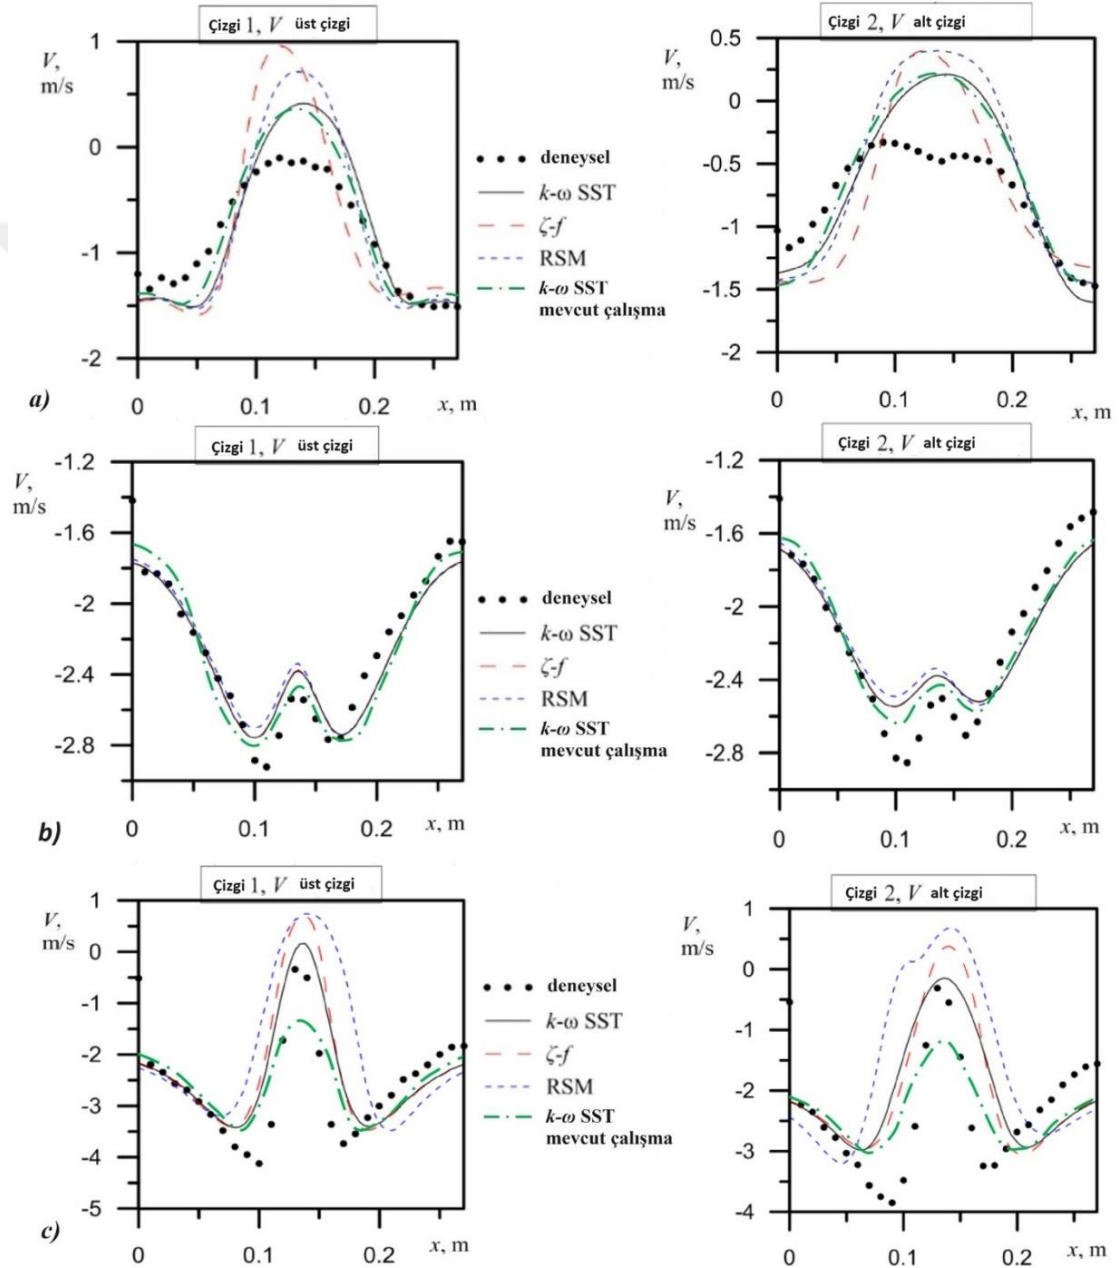 Çizgi 1, V üst çizgi
V,
m/s
1
0
-1
-2
0 0.1 0.2 x, m
a)
deneysel
k-ω SST
ζ-f
RSM
k-ω SST
mevcut çalışma
Çizgi 2, V alt çizgi
V,
m/s
0.5
0
-0.5
-1
-1.5
-2
0 0.1 0.2 x, m
Çizgi 1, V üst çizgi
V,
m/s
-1.2
-1.6
-2
-2.4
-2.8
0 0.1 0.2 x, m
b)
deneysel
k-ω SST
ζ-f
RSM
k-ω SST
mevcut çalışma
Çizgi 2, V alt çizgi
V,
m/s
-1.2
-1.6
-2
-2.4
-2.8
0 0.1 0.2 x, m
Çizgi 1, V üst çizgi
V,
m/s
1
0
-1
-2
-3
-4
-5
0 0.1 0.2 x, m
c)
deneysel
k-ω SST
ζ-f
RSM
k-ω SST
mevcut çalışma
Çizgi 2, V alt çizgi
V,
m/s
1
0
-1
-2
-3
-4
0 0.1 0.2 x, m